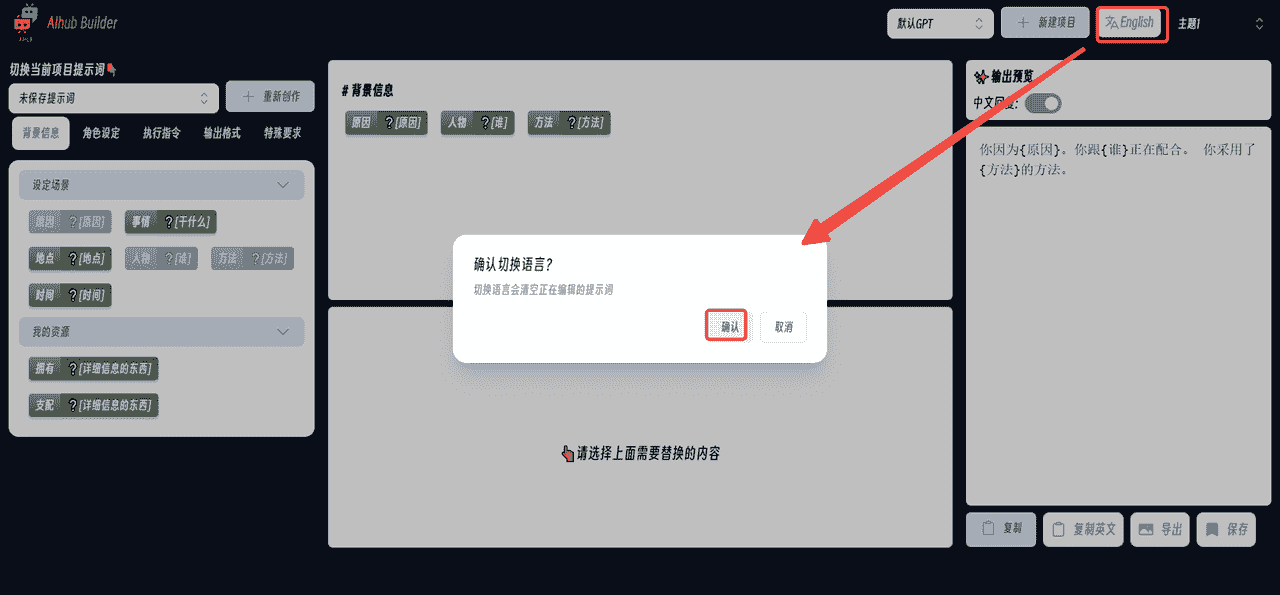 AIhub Builder
默认GPT
新建项目
English
主题1
切换当前项目提示词
未保存提示词
重新创作
背景信息
角色设定
执行指令
输出格式
特殊要求
设定场景
原因 ?[原因]
事情 ?[干什么]
地点 ?[地点]
人物 ?[谁]
方法 ?[方法]
时间 ?[时间]
我的资源
拥有 ?[详细信息的东西]
支配 ?[详细信息的东西]
# 背景信息
原因 ?[原因]
人物 ?[谁]
方法 ?[方法]
确认切换语言?
切换语言会清空正在编辑的提示词
确认
取消
请选择上面需要替换的内容
输出预览
中文回复:
你因为{原因}。你跟{谁}正在配合。 你采用了
{方法}的方法。
复制
复制英文
导出
保存